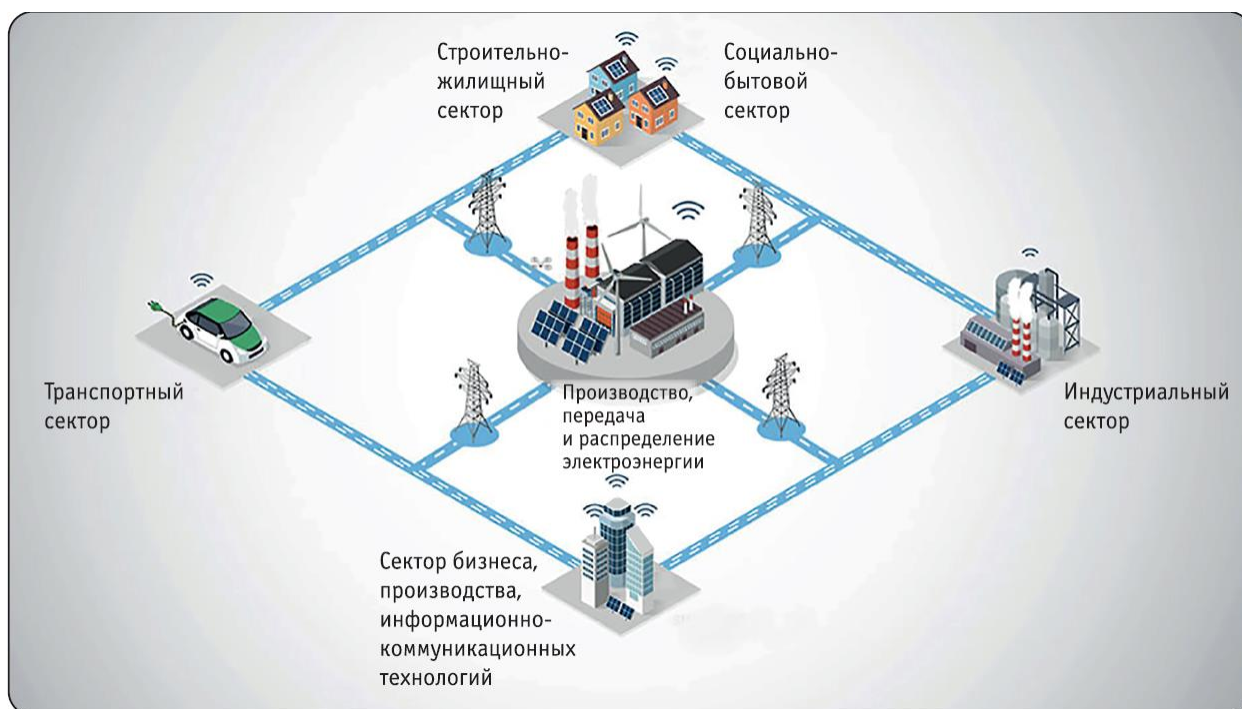 Строительно-
жилищный
сектор
Социально-
бытовой
сектор
Транспортный
сектор
Производство,
передача
и распределение
электроэнергии
Индустриальный
сектор
Сектор бизнеса,
производства,
информационно-
коммуникационных
технологий